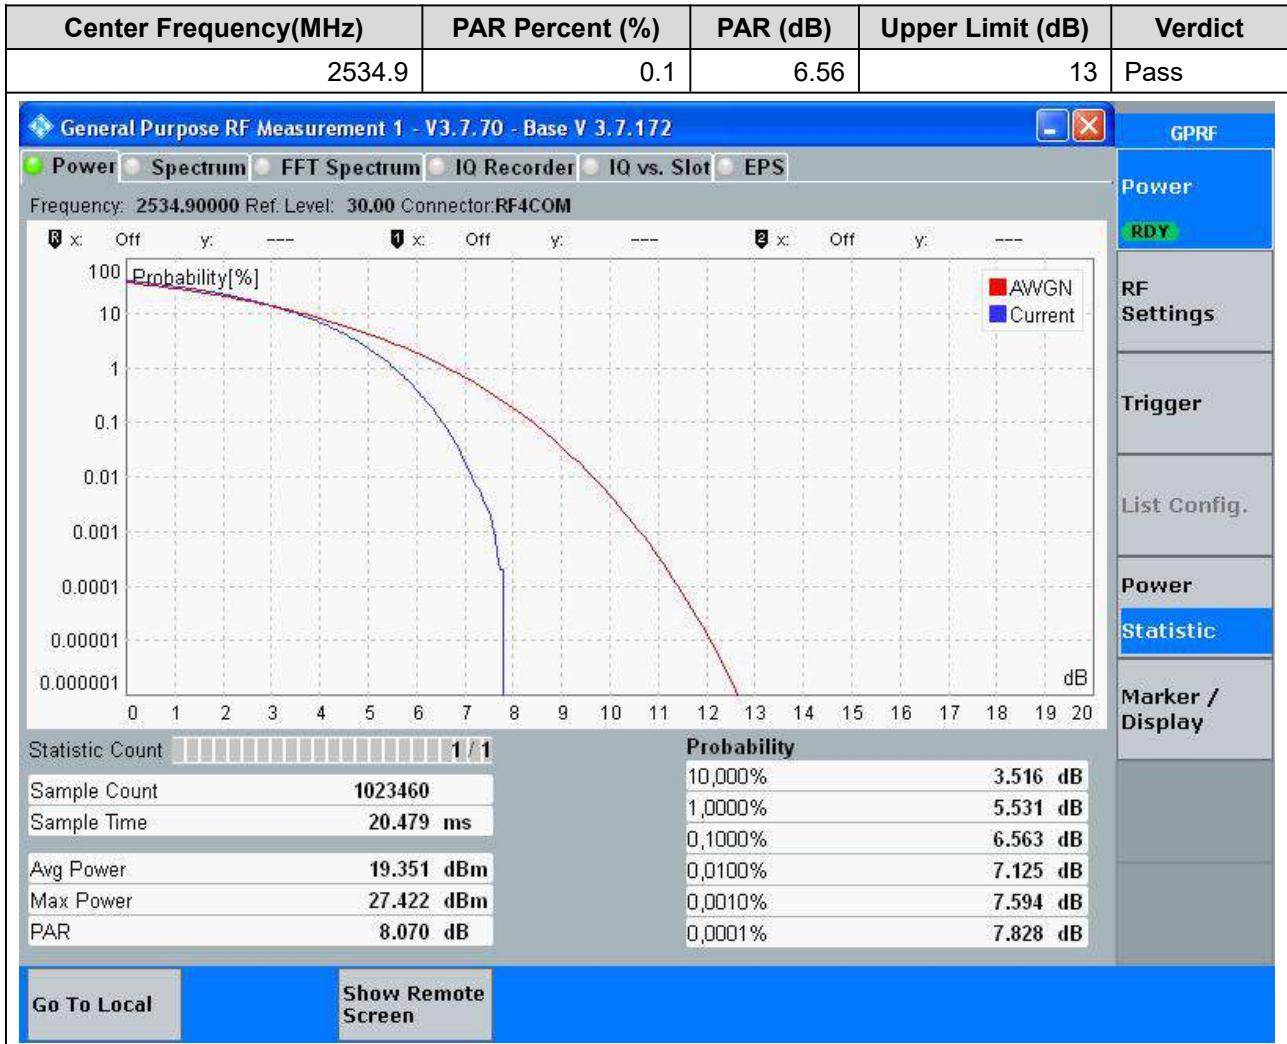 Center Frequency(MHz) PAR Percent (%) PAR (dB) Upper Limit (dB) Verdict
2534.9 0.1 6.56 13 Pass
General Purpose RF Measurement 1 - V3.7.70 - Base V 3.7.172
GPRF
Power Spectrum FFT Spectrum IQ Recorder IQ vs. Slot EPS
Frequency: 2534.90000 Ref. Level: 30.00 Connector:RF4COM
R x: Off y: --- 1 x: Off y: --- 2 x: Off y: ---
Probability[%]
AWGN
Current
100
10
1
0.1
0.01
0.001
0.0001
0.00001
0.000001
dB
0 1 2 3 4 5 6 7 8 9 10 11 12 13 14 15 16 17 18 19 20
Statistic Count 1 / 1
Sample Count 1023460
Sample Time 20.479 ms
Avg Power 19.351 dBm
Max Power 27.422 dBm
PAR 8.070 dB
Probability
10,000% 3.516 dB
1,0000% 5.531 dB
0,1000% 6.563 dB
0,0100% 7.125 dB
0,0010% 7.594 dB
0,0001% 7.828 dB
Power
RDY
RF
Settings
Trigger
List Config.
Power
Statistic
Marker /
Display
Go To Local
Show Remote
Screen